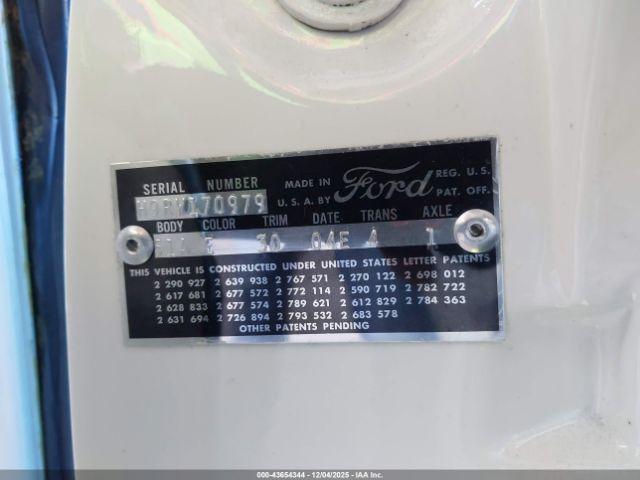 SERIAL NUMBER MADE IN Ford REG. U.S.
H9RY170979 U.S.A. BY PAT. OFF.
BODY COLOR TRIM DATE TRANS AXLE
E 30 04E 4 1
THIS VEHICLE IS CONSTRUCTED UNDER UNITED STATES LETTER PATENTS
2 290 927 2 639 938 2 767 571 2 270 122 2 698 012
2 617 681 2 677 572 2 772 114 2 590 719 2 782 722
2 628 833 2 677 574 2 789 621 2 612 829 2 784 363
2 631 694 2 726 894 2 793 532 2 683 578
OTHER PATENTS PENDING
000-43654344 | 12/04/2025 - IAA Inc. - COPYRIGHT